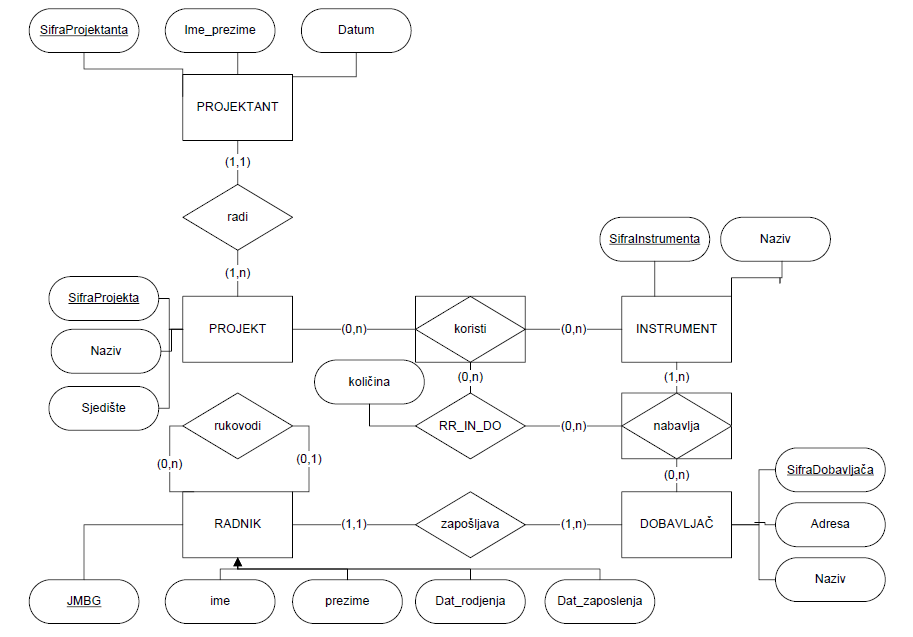 SifraProjektanta
Ime_prezime
Datum
PROJEKTANT
(1,1)
radi
(1,n)
SifraInstrumenta
Naziv
SifraProjekta
PROJEKT
(0,n)
koristi
(0,n)
INSTRUMENT
Naziv
(0,n)
(1,n)
količina
Sjedište
rukovodi
RR_IN_DO
(0,n)
nabavlja
(0,n)
(0,1)
(0,n)
SifraDobavljača
RADNIK
(1,1)
zapošljava
(1,n)
DOBAVLJAČ
Adresa
Naziv
JMBG
ime
prezime
Dat_rodjenja
Dat_zaposlenja